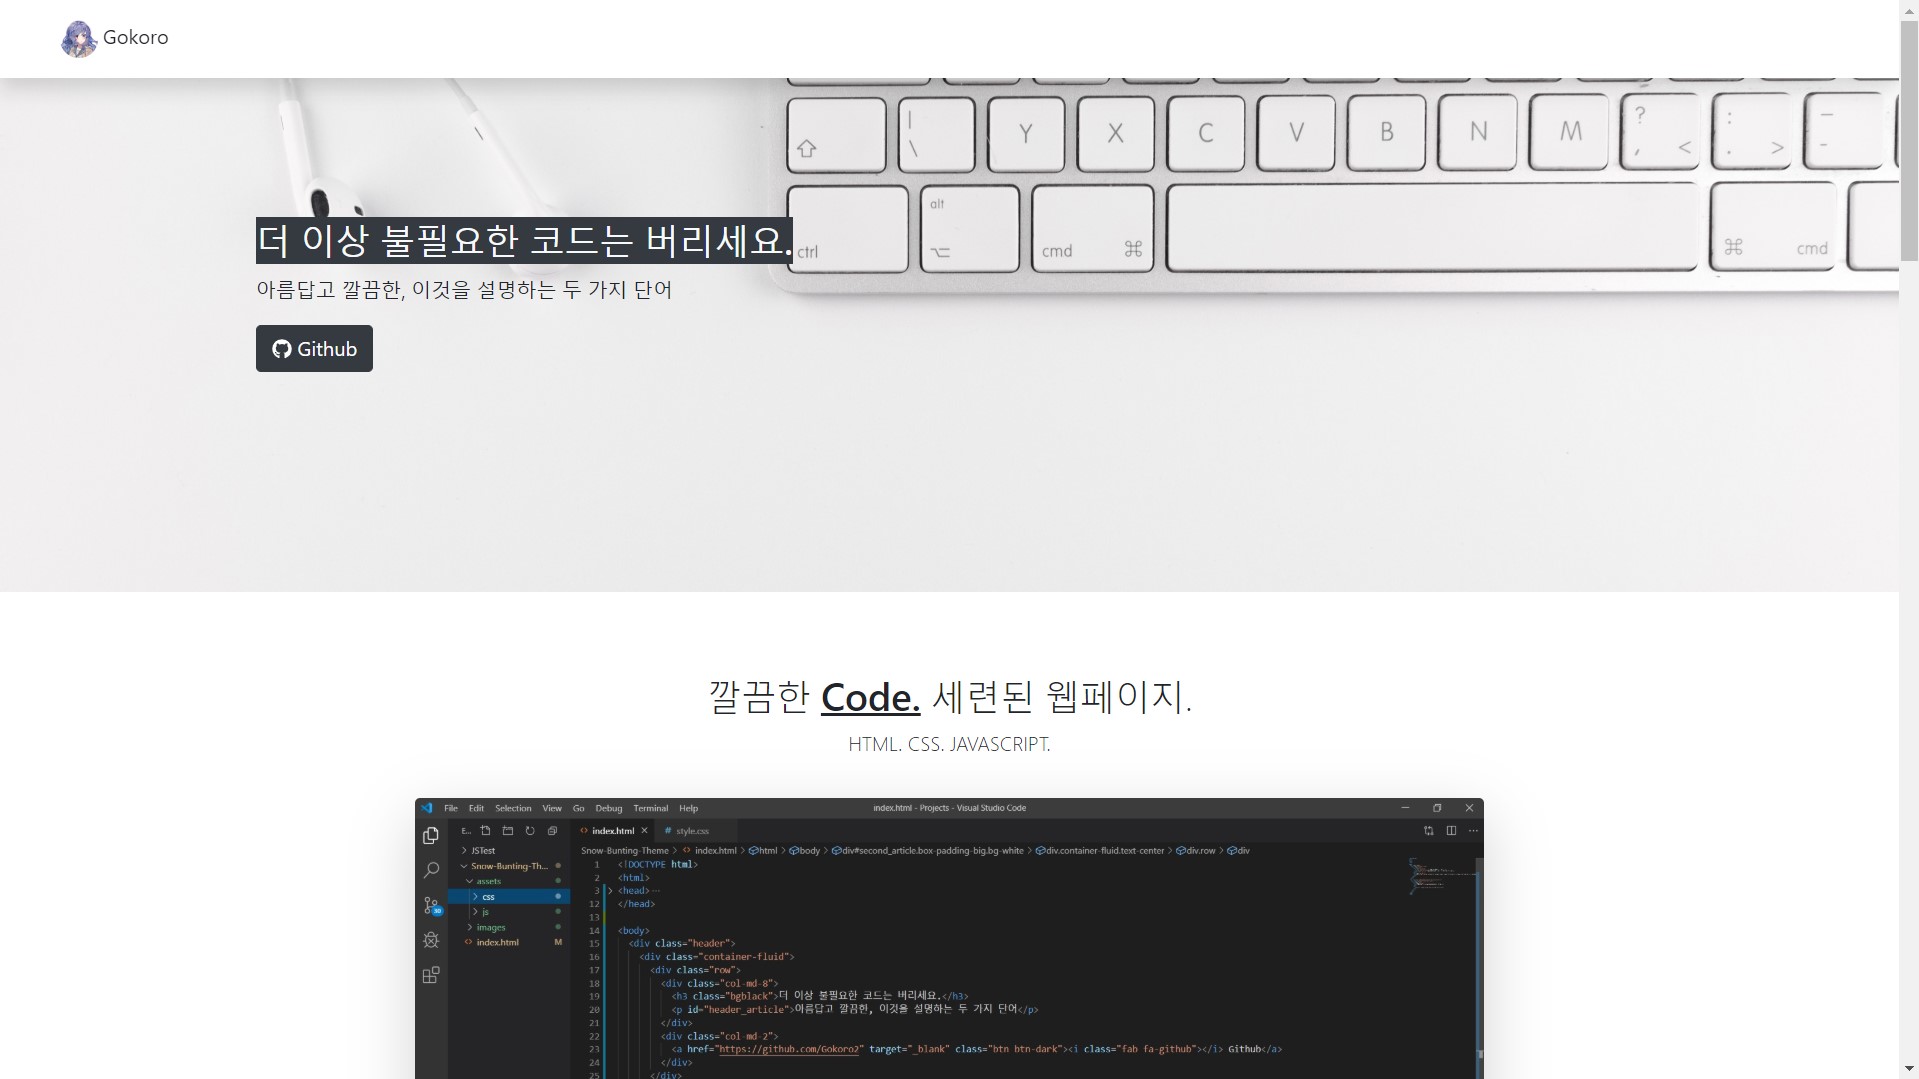 Gokoro
| \ Y X C V B N M ? , < : . > – -
alt
ctrl cmd ⌘ ⌘ cmd
더 이상 불필요한 코드는 버리세요.
아름답고 깔끔한, 이것을 설명하는 두 가지 단어
Github
깔끔한 Code. 세련된 웹페이지.
HTML. CSS. JAVASCRIPT.
File Edit Selection View Go Debug Terminal Help index.html - Projects - Visual Studio Code
E... index.html style.css
Snow-Bunting-Theme > index.html > html > body > div#second_article.box-padding-big.bg-white > div.container-fluid.text-center > div.row > div
JSTest
Snow-Bunting-Th...
assets
css
js
images
index.html M
30
1 <!DOCTYPE html>
2 <html>
3 <head>···
12 </head>
13
14 <body>
15 <div class="header">
16 <div class="container-fluid">
17 <div class="row">
18 <div class="col-md-8">
19 <h3 class="bgblack">더 이상 불필요한 코드는 버리세요.</h3>
20 <p id="header_article">아름답고 깔끔한, 이것을 설명하는 두 가지 단어</p>
21 </div>
22 <div class="col-md-2">
23 <a href="https://github.com/Gokoro2" target="_blank" class="btn btn-dark"><i class="fab fa-github"></i> Github</a>
24 </div>
25 </div>